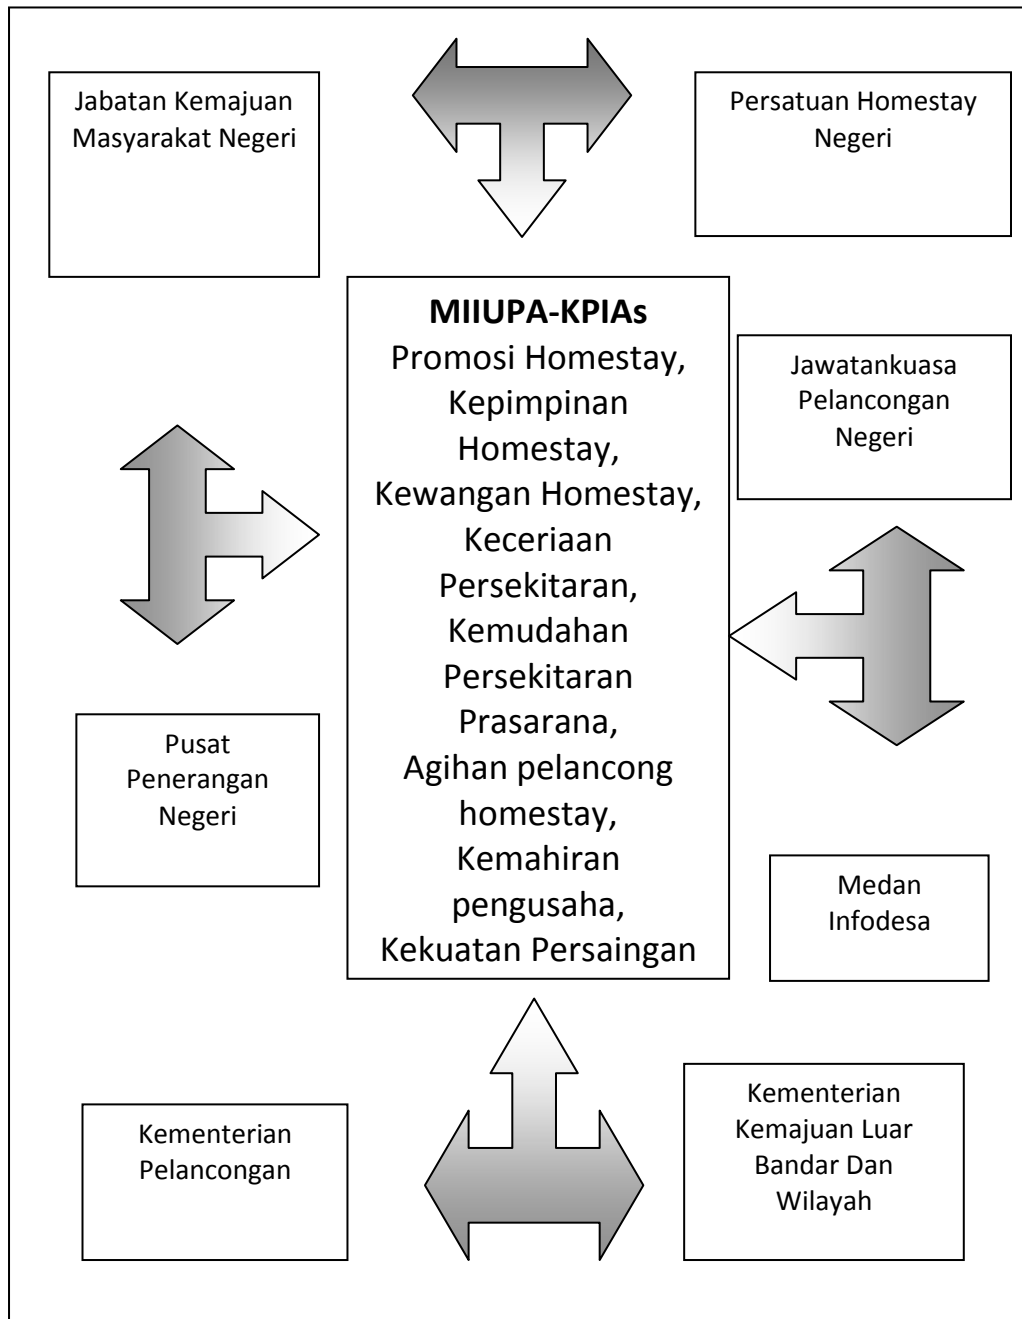 Jabatan Kemajuan
Masyarakat Negeri
Persatuan Homestay
Negeri
MIIUPA-KPIAs
Promosi Homestay,
Kepimpinan
Homestay,
Kewangan Homestay,
Keceriaan
Persekitaran,
Kemudahan
Persekitaran
Prasarana,
Agihan pelancong
homestay,
Kemahiran
pengusaha,
Kekuatan Persaingan
Jawatankuasa
Pelancongan
Negeri
Pusat
Penerangan
Negeri
Medan
Infodesa
Kementerian
Pelancongan
Kementerian
Kemajuan Luar
Bandar Dan
Wilayah